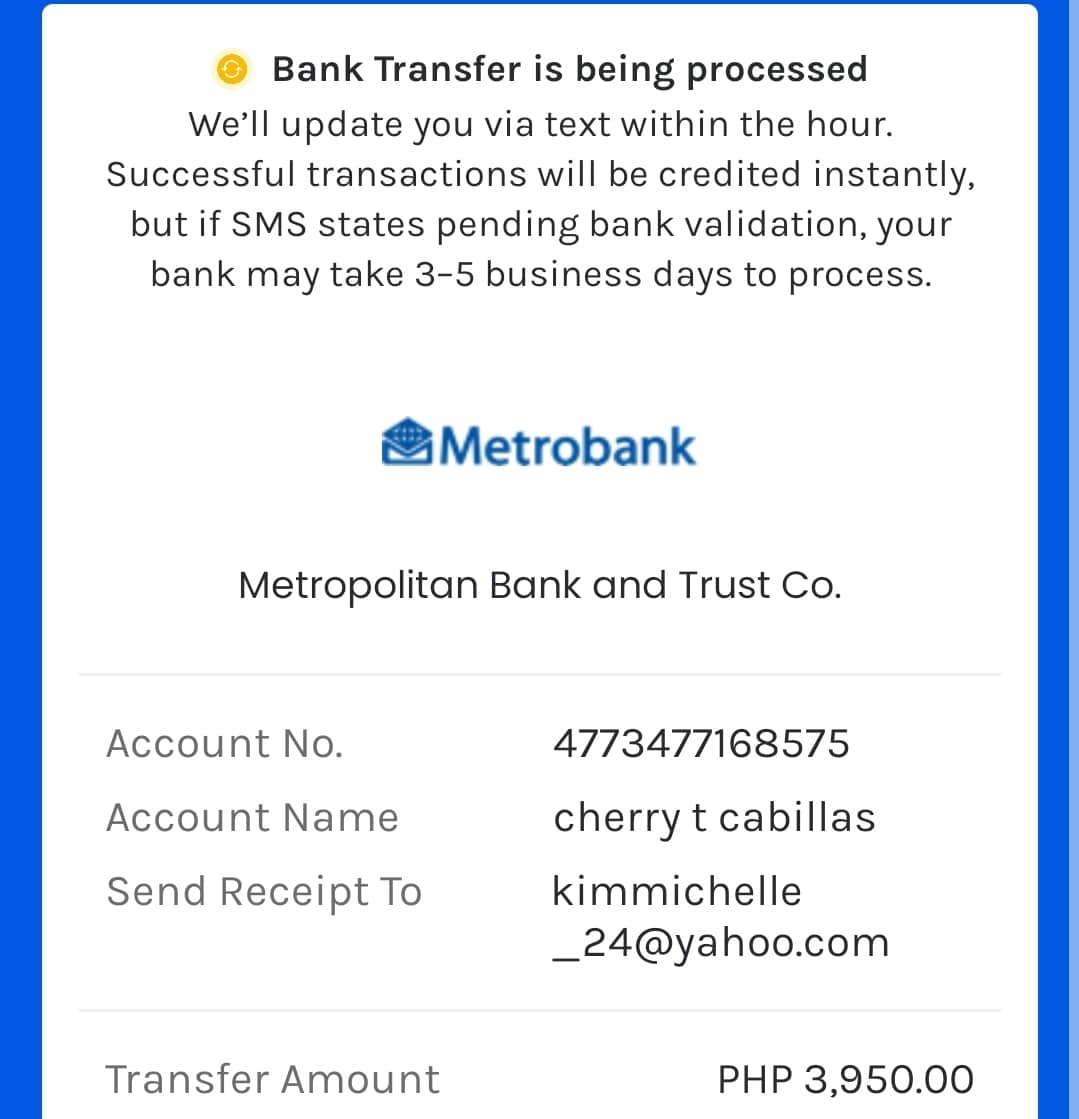 Bank Transfer is being processed
We’ll update you via text within the hour.
Successful transactions will be credited instantly,
but if SMS states pending bank validation, your
bank may take 3–5 business days to process.
Metrobank
Metropolitan Bank and Trust Co.
Account No. 4773477168575
Account Name cherry t cabillas
Send Receipt To kimmichelle
_24@yahoo.com
Transfer Amount PHP 3,950.00